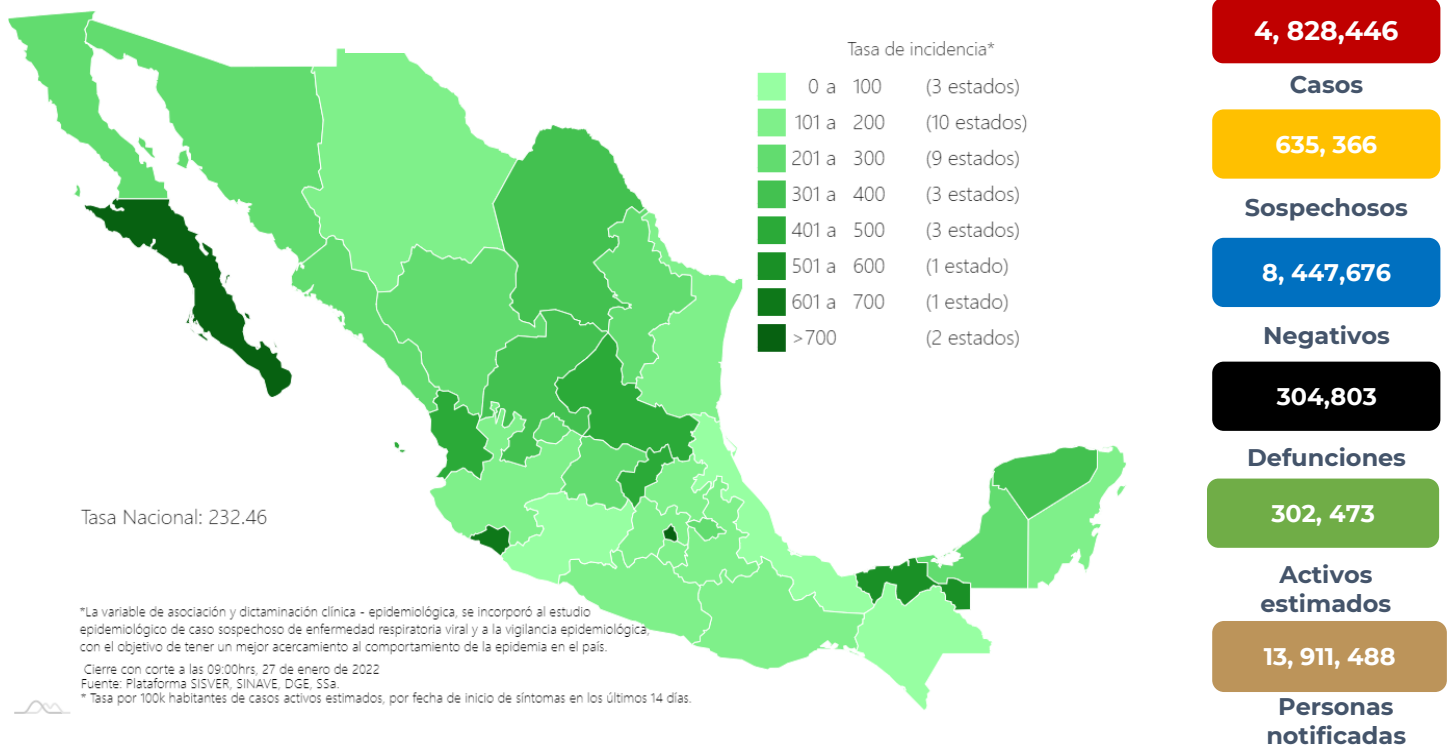 Tasa de incidencia*
0 a 100 (3 estados)
101 a 200 (10 estados)
201 a 300 (9 estados)
301 a 400 (3 estados)
401 a 500 (3 estados)
501 a 600 (1 estado)
601 a 700 (1 estado)
>700 (2 estados)
Tasa Nacional: 232.46
*La variable de asociación y dictaminación clínica - epidemiológica, se incorporó al estudio
epidemiológico de caso sospechoso de enfermedad respiratoria viral y a la vigilancia epidemiológica,
con el objetivo de tener un mejor acercamiento al comportamiento de la epidemia en el país.
Cierre con corte a las 09:00hrs, 27 de enero de 2022
Fuente: Plataforma SISVER, SINAVE, DGE, SSa.
* Tasa por 100k habitantes de casos activos estimados, por fecha de inicio de síntomas en los últimos 14 días.
4, 828,446
Casos
635, 366
Sospechosos
8, 447,676
Negativos
304,803
Defunciones
302, 473
Activos
estimados
13, 911, 488
Personas
notificadas